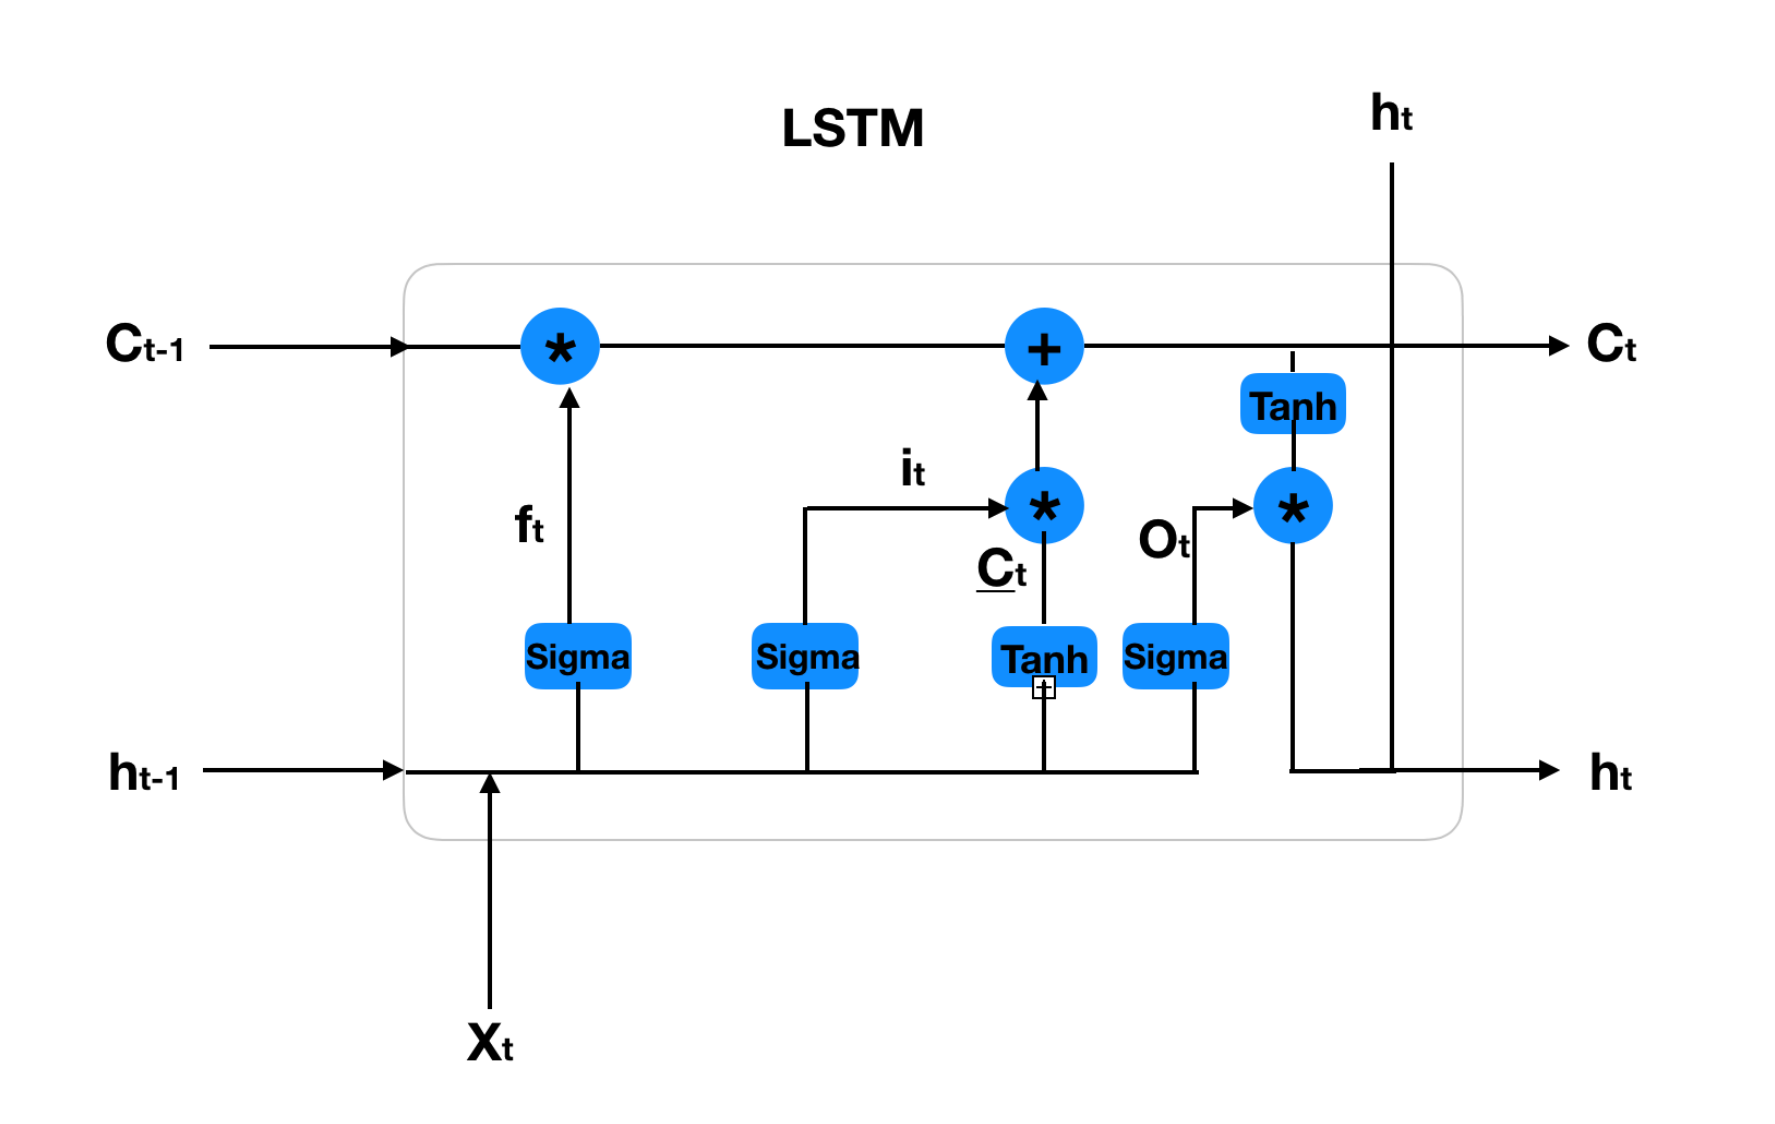 LSTM
ht
Ct-1
*
+
Ct
Tanh
it
*
*
ft
Ot
Ct
Sigma
Sigma
Tanh
Sigma
ht-1
ht
Xt